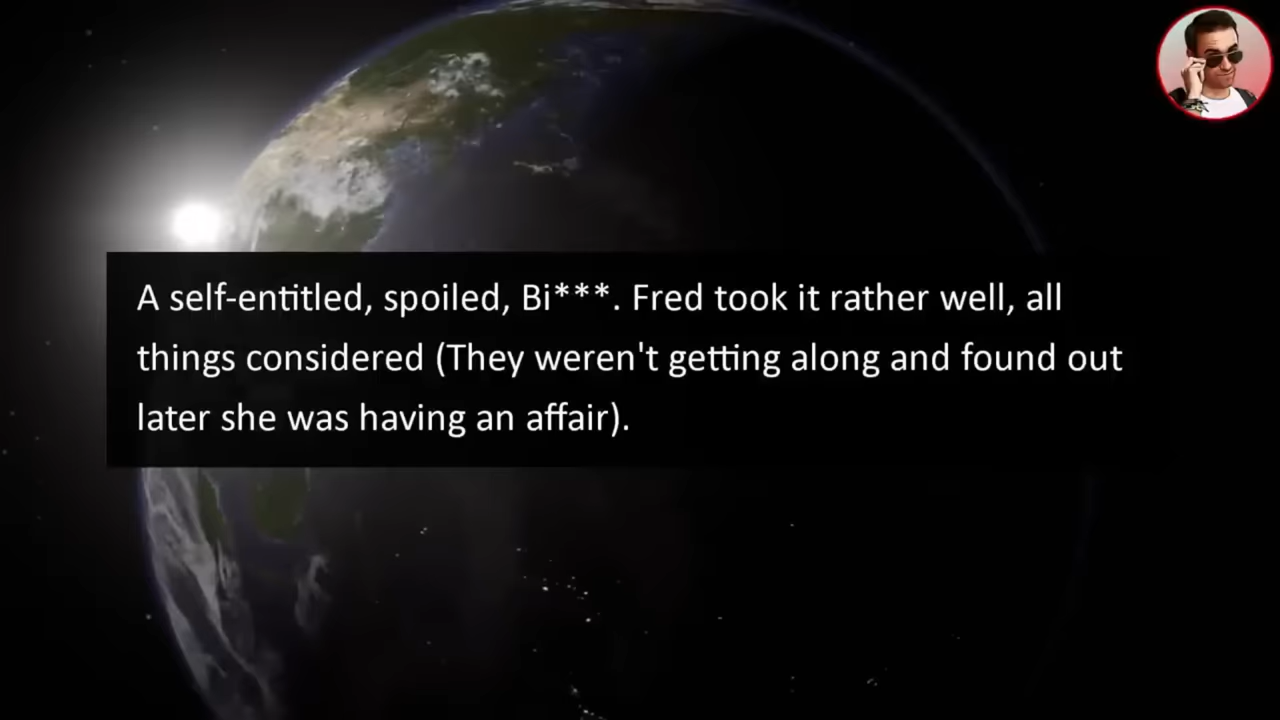 A self-entitled, spoiled, Bi***. Fred took it rather well, all
things considered (They weren't getting along and found out
later she was having an affair).